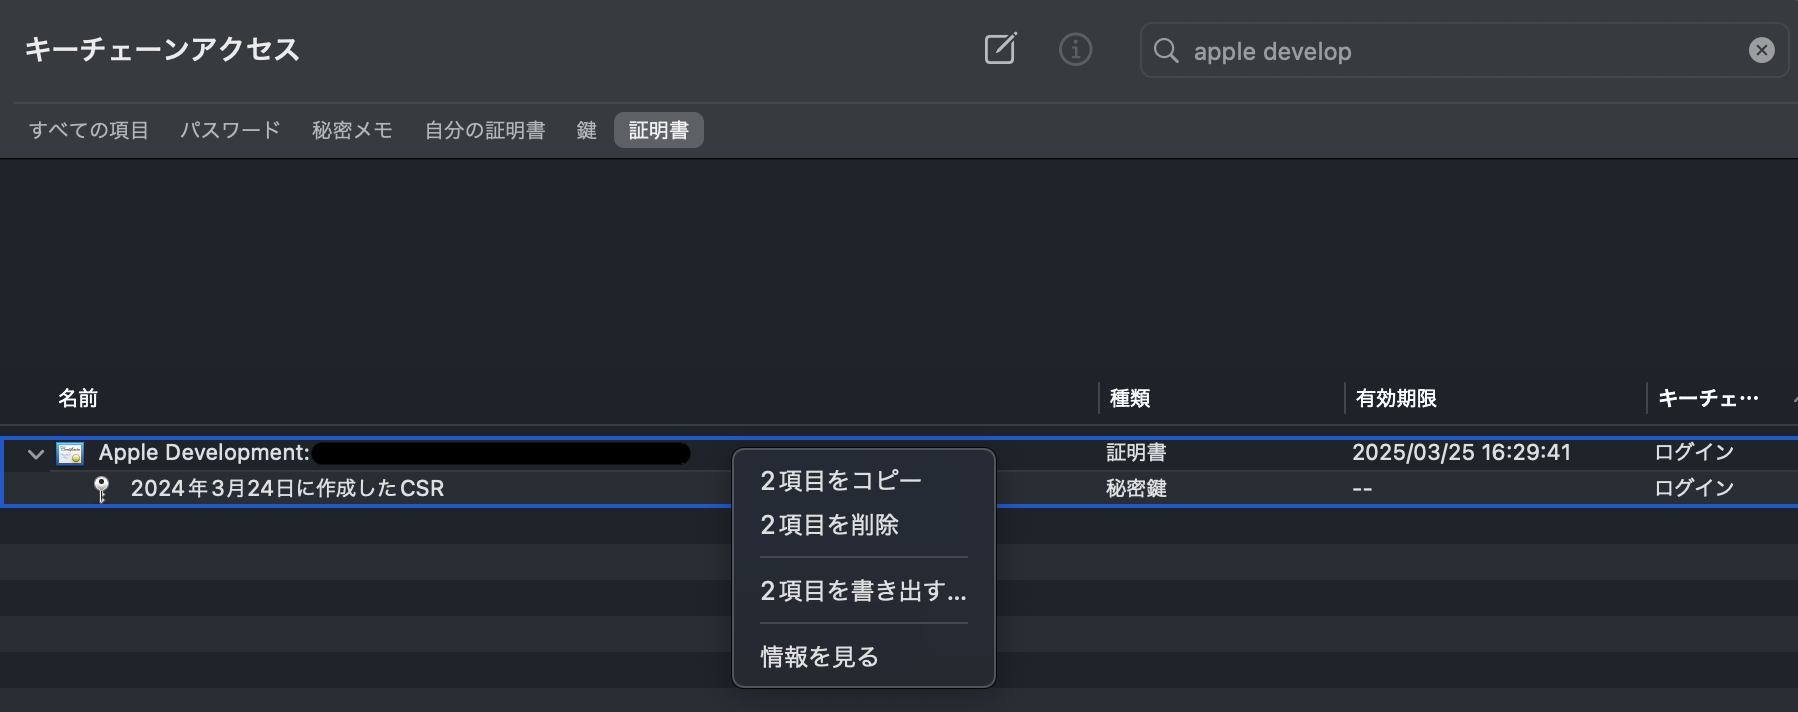 キーチェーンアクセス
apple develop
すべての項目 パスワード 秘密メモ 自分の証明書 鍵 証明書
名前 種類 有効期限 キーチェ…
Apple Development: 証明書 2025/03/25 16:29:41 ログイン
2024年3月24日に作成したCSR 秘密鍵 -- ログイン
2項目をコピー
2項目を削除
2項目を書き出す...
情報を見る